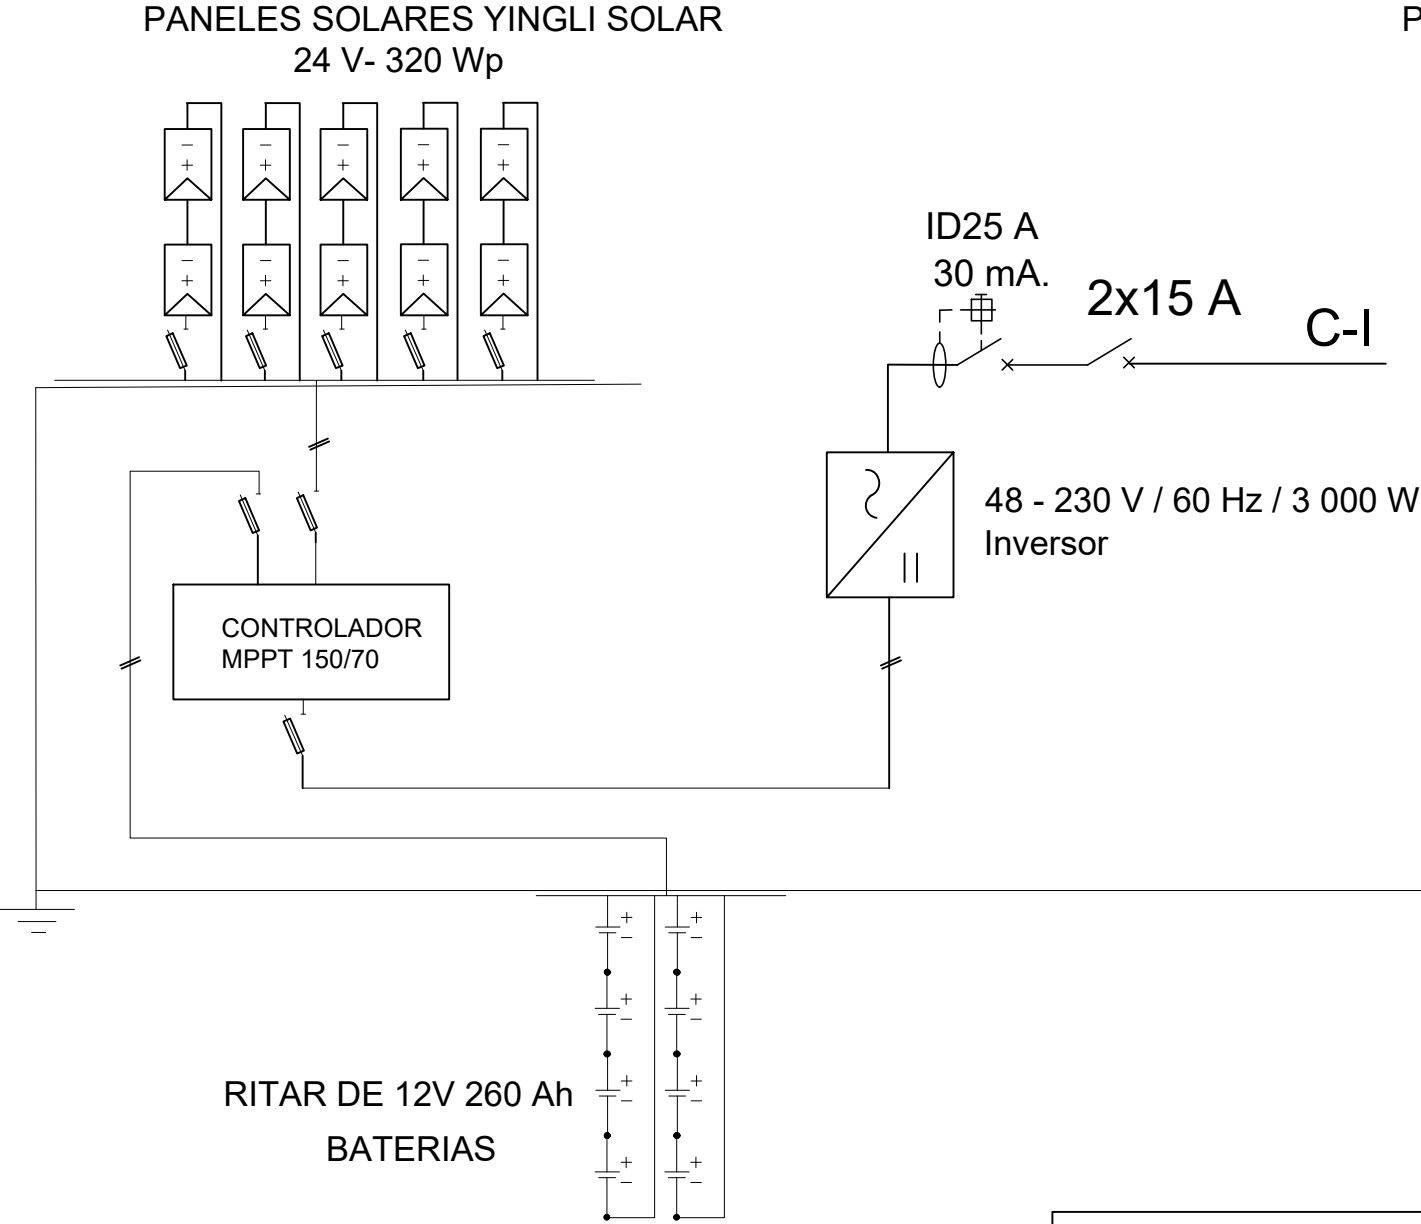 PANELES SOLARES YINGLI SOLAR
24 V- 320 Wp
P
ID25 A
30 mA.
2x15 A
C-I
48 - 230 V / 60 Hz / 3 000 W
Inversor
CONTROLADOR
MPPT 150/70
RITAR DE 12V 260 Ah
BATERIAS